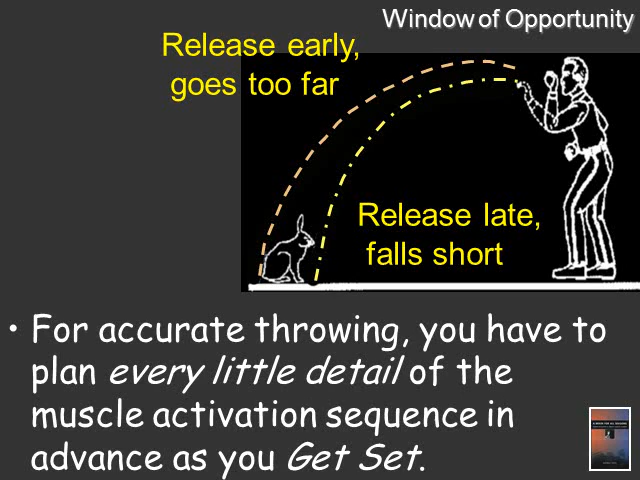 Window of Opportunity
Release early,
goes too far
Release late,
falls short
• For accurate throwing, you have to
plan every little detail of the
muscle activation sequence in
advance as you Get Set.